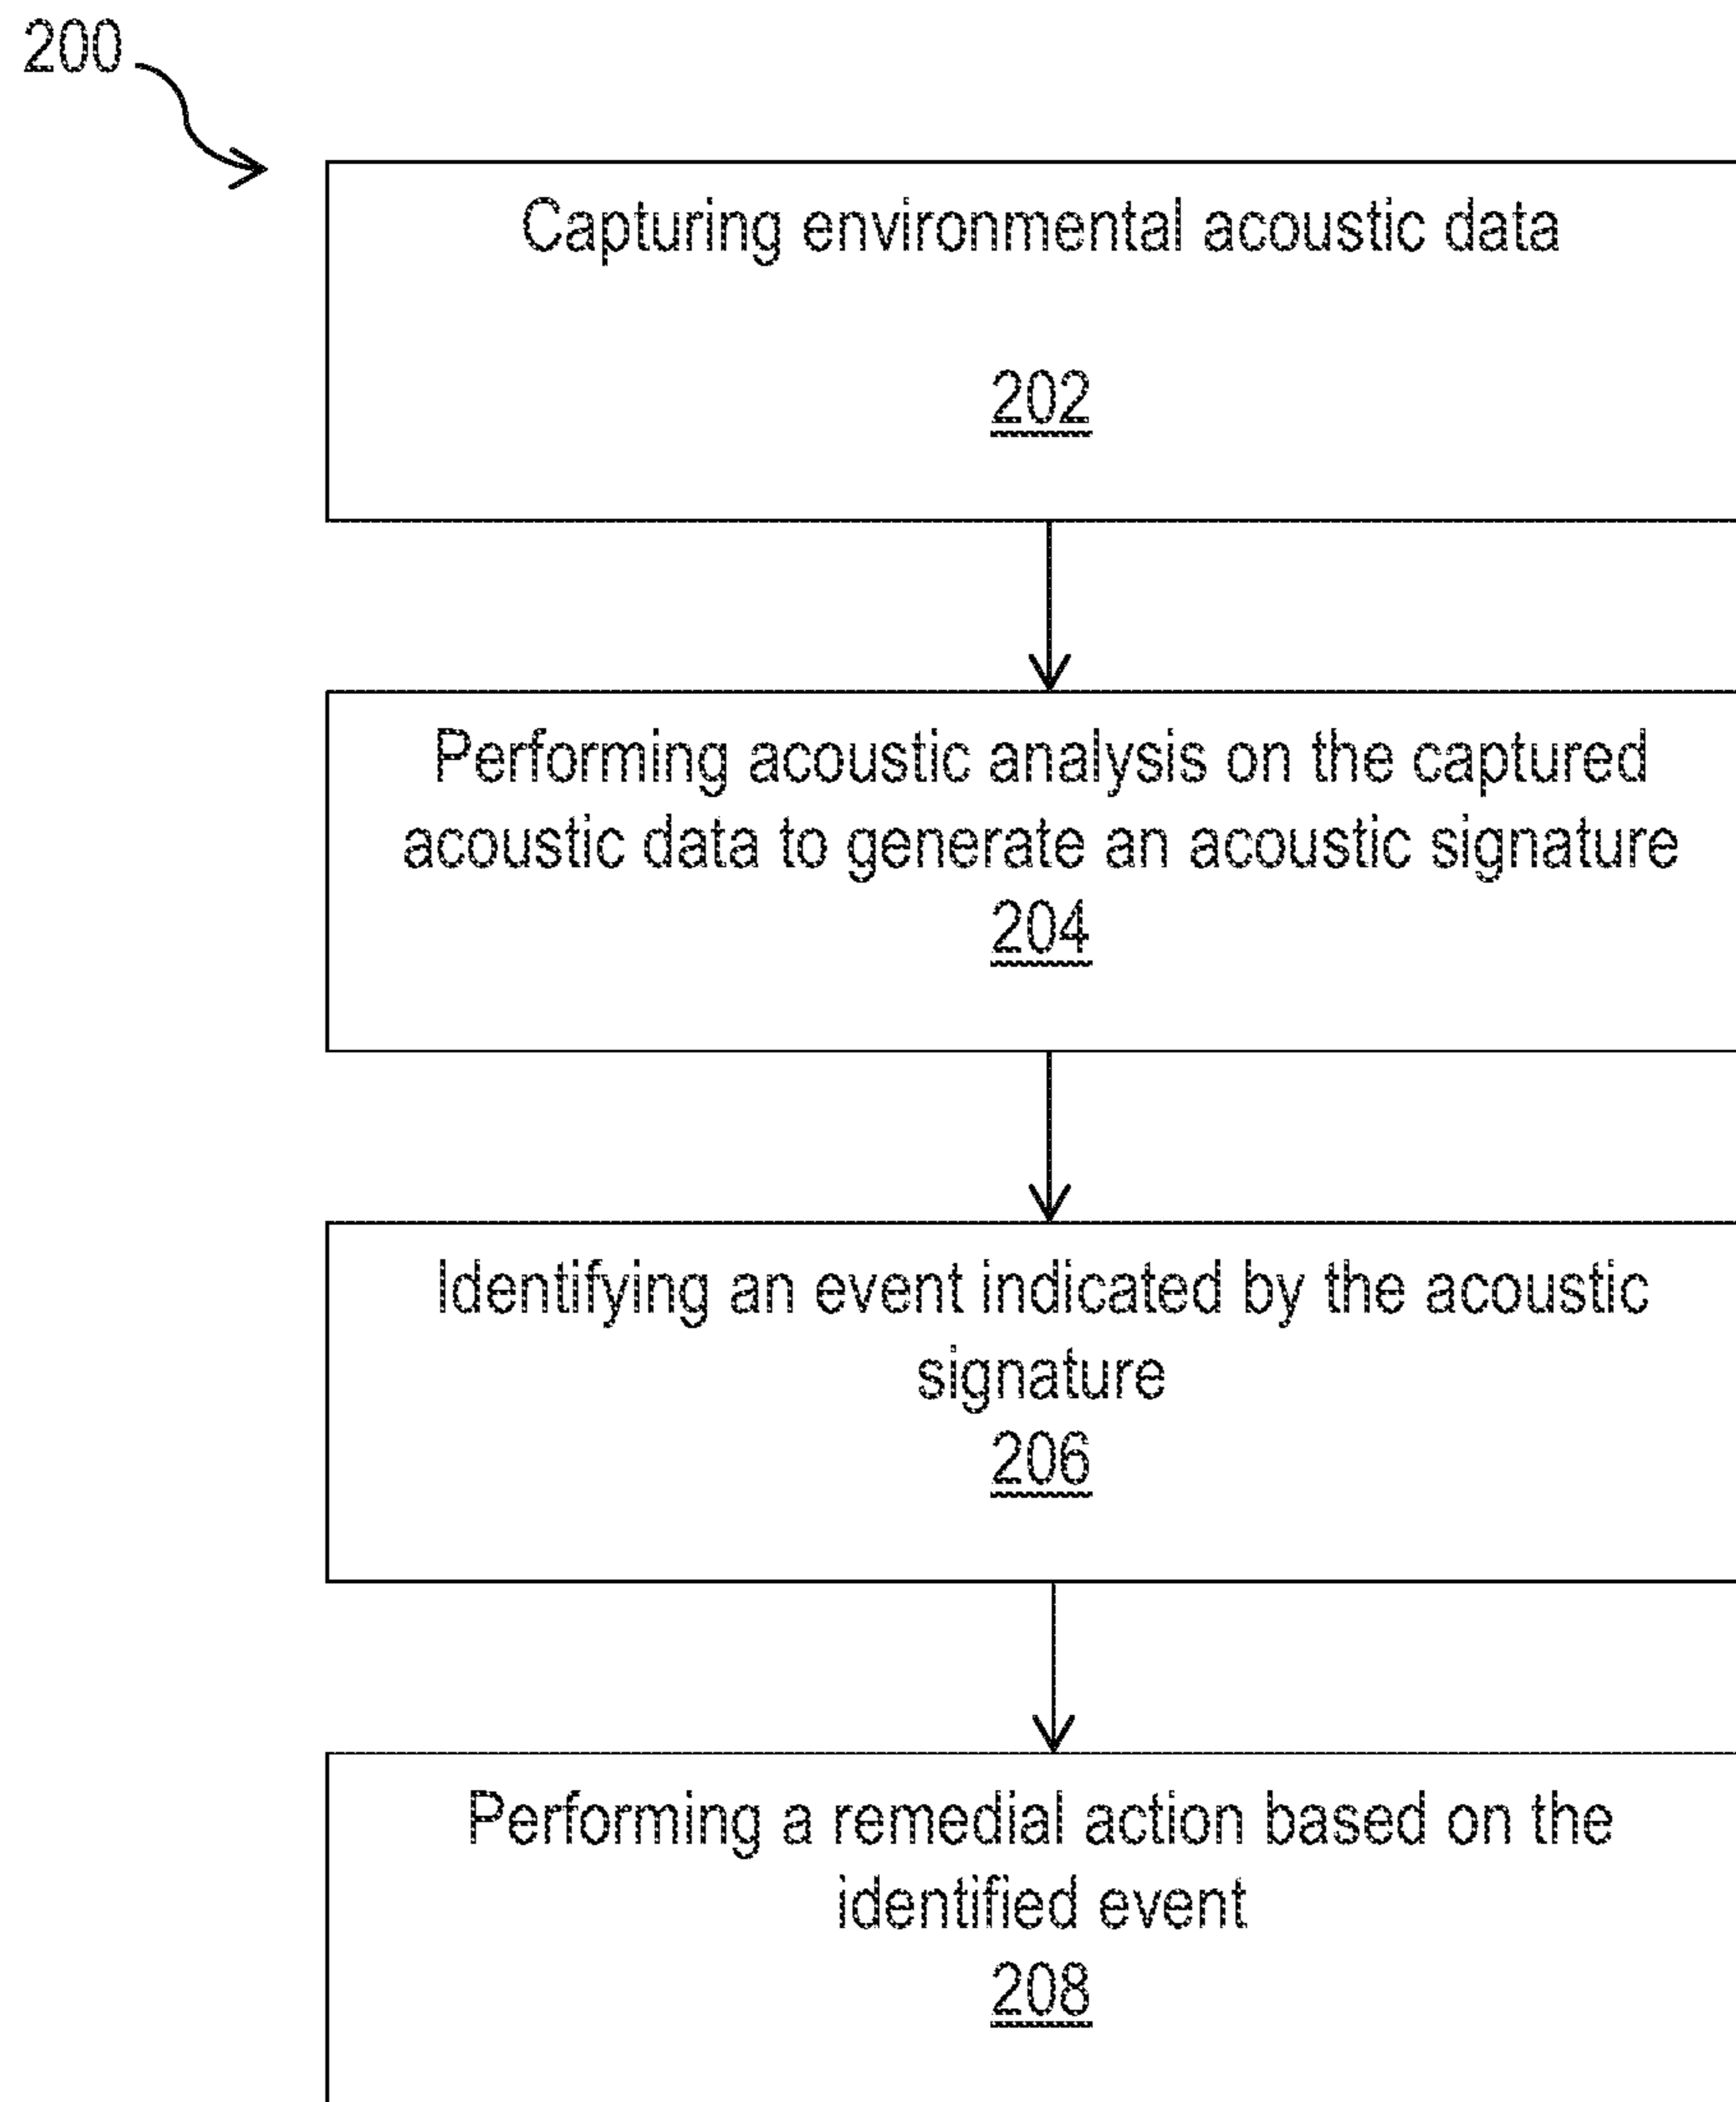 200
Capturing environmental acoustic data
202
Performing acoustic analysis on the captured
acoustic data to generate an acoustic signature
204
Identifying an event indicated by the acoustic
signature
206
Performing a remedial action based on the
identified event
208